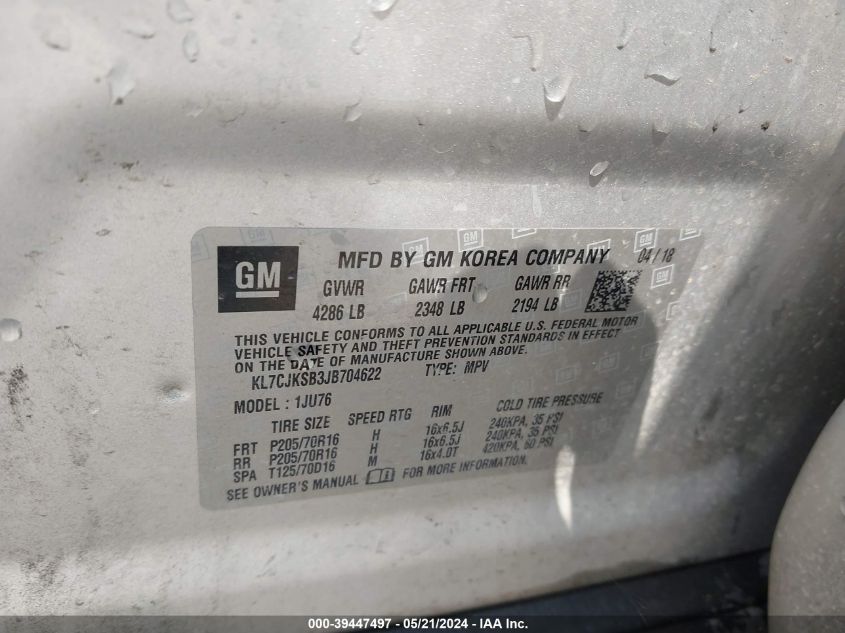 GM MFD BY GM KOREA COMPANY 04/18
GVWR GAWR FRT GAWR RR
4286 LB 2348 LB 2194 LB
THIS VEHICLE CONFORMS TO ALL APPLICABLE U.S. FEDERAL MOTOR
VEHICLE SAFETY AND THEFT PREVENTION STANDARDS IN EFFECT
ON THE DATE OF MANUFACTURE SHOWN ABOVE.
KL7CJKSB3JB704622 TYPE: MPV
MODEL: 1JU76
TIRE SIZE SPEED RTG RIM COLD TIRE PRESSURE
FRT P205/70R16 H 16x6.5J 240KPA, 35 PSI
RR P205/70R16 H 16x6.5J 240KPA, 35 PSI
SPA T125/70D16 M 16x4.0T 420KPA, 60 PSI
SEE OWNER'S MANUAL FOR MORE INFORMATION.
000-39447497 - 05/21/2024 - IAA Inc.